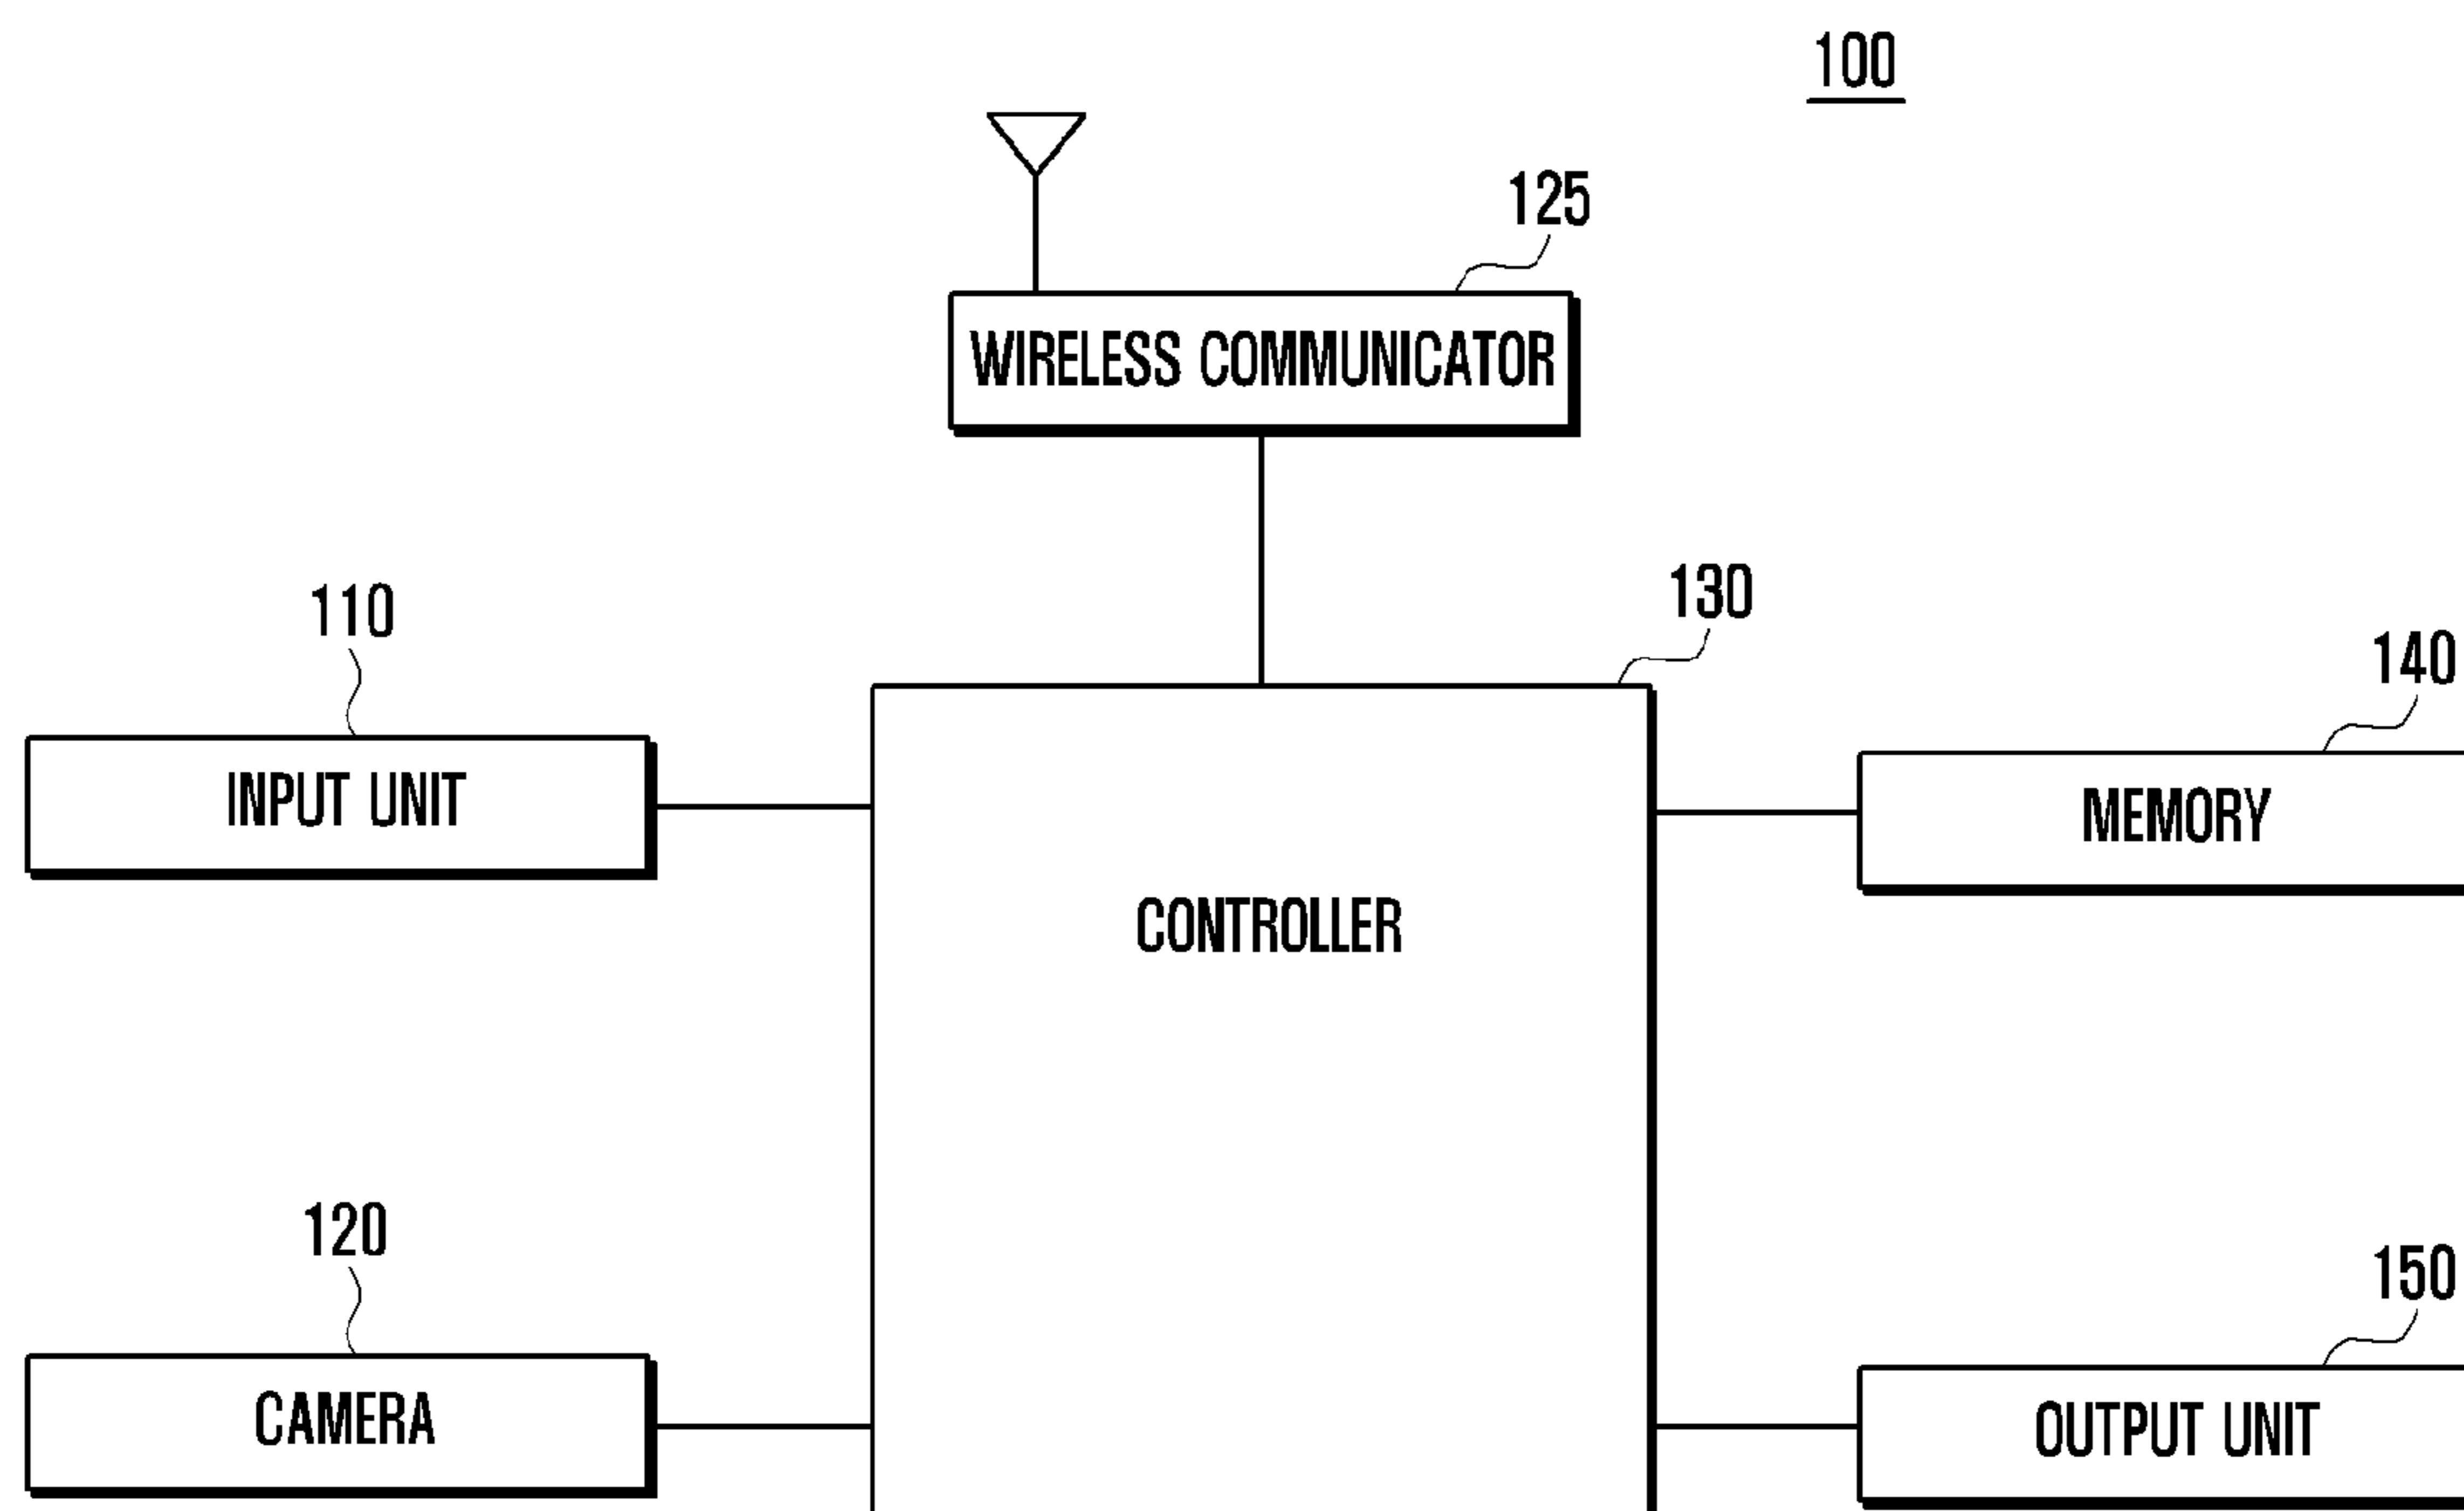 100
125
WIRELESS COMMUNICATOR
110
130
140
INPUT UNIT
MEMORY
CONTROLLER
120
150
CAMERA
OUTPUT UNIT